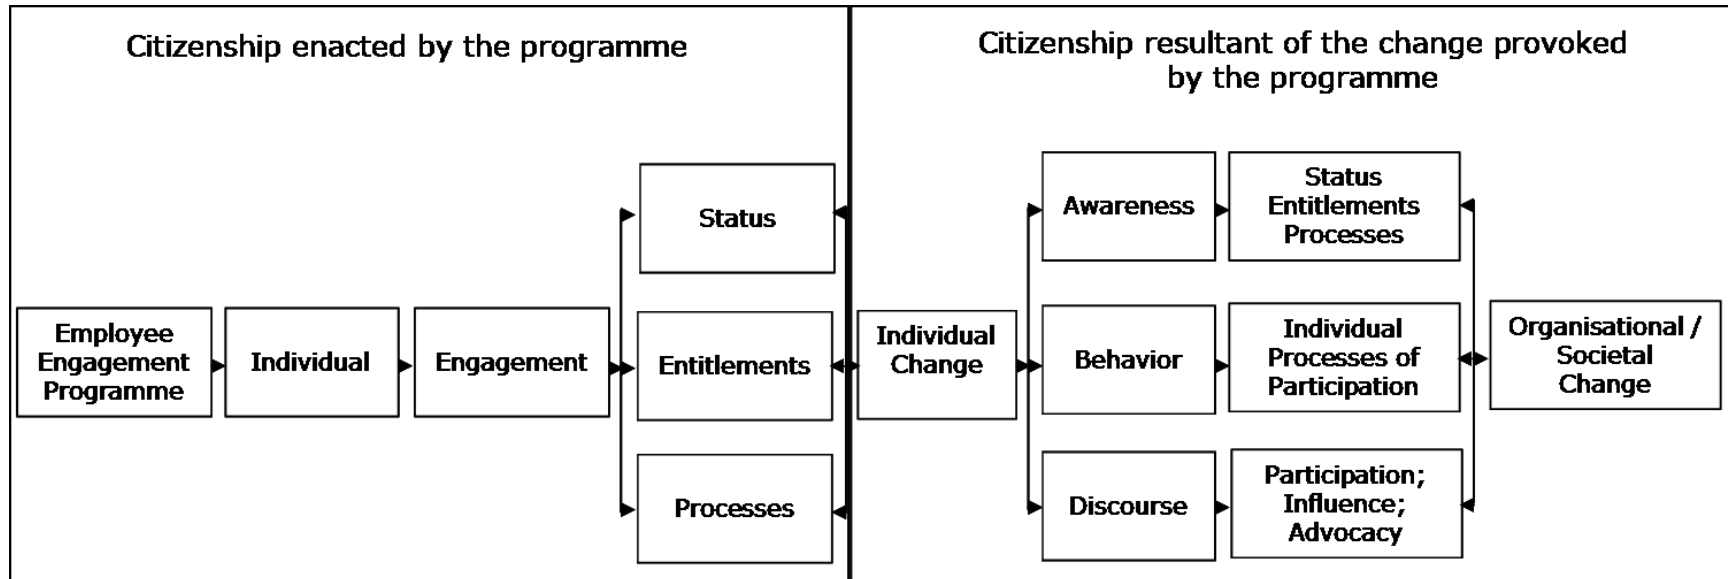 Citizenship enacted by the programme
Citizenship resultant of the change provoked
by the programme
Employee
Engagement
Programme
Individual
Engagement
Status
Entitlements
Processes
Individual
Change
Awareness
Behavior
Discourse
Status
Entitlements
Processes
Individual
Processes of
Participation
Participation;
Influence;
Advocacy
Organisational /
Societal
Change